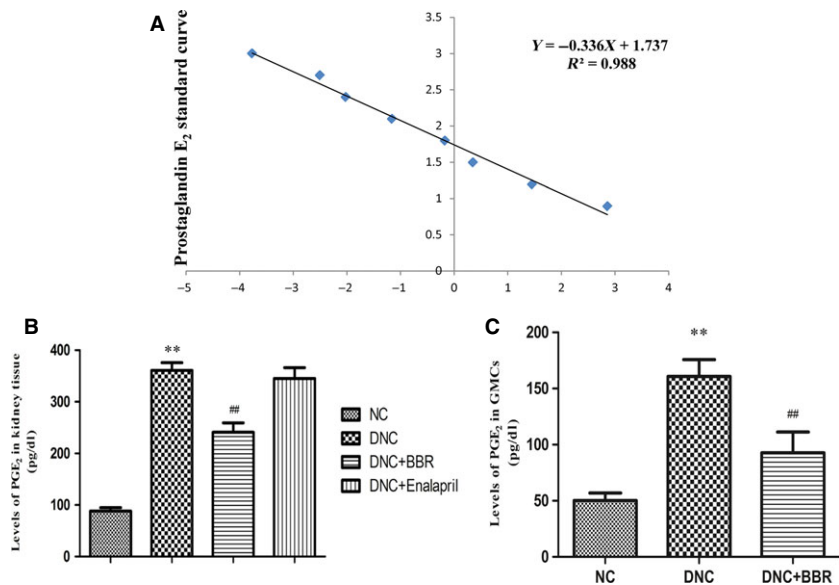 A
Prostaglandin E₂ standard curve
3.5
3
2.5
2
1.5
1
0.5
0
Y = –0.336X + 1.737
R² = 0.988
–5 –4 –3 –2 –1 0 1 2 3 4
B
Levels of PGE₂ in kidney tissue
(pg/dl)
400
300
200
100
0
**
##
NC
DNC
DNC+BBR
DNC+Enalapril
C
Levels of PGE₂ in GMCs
(pg/dl)
200
150
100
50
0
**
##
NC DNC DNC+BBR